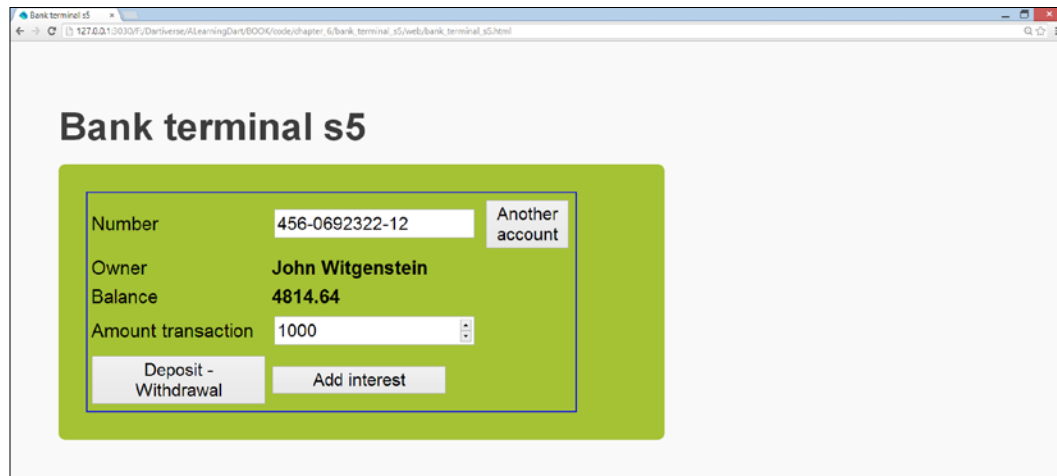 Bank terminal s5
127.0.0.1:3030/F:/Dartiverse/ALearningDart/BOOK/code/chapter_6/bank_terminal_s5/web/bank_terminal_s5.html
Bank terminal s5
Number 456-0692322-12 Another account
Owner John Witgenstein
Balance 4814.64
Amount transaction 1000
Deposit - Withdrawal Add interest